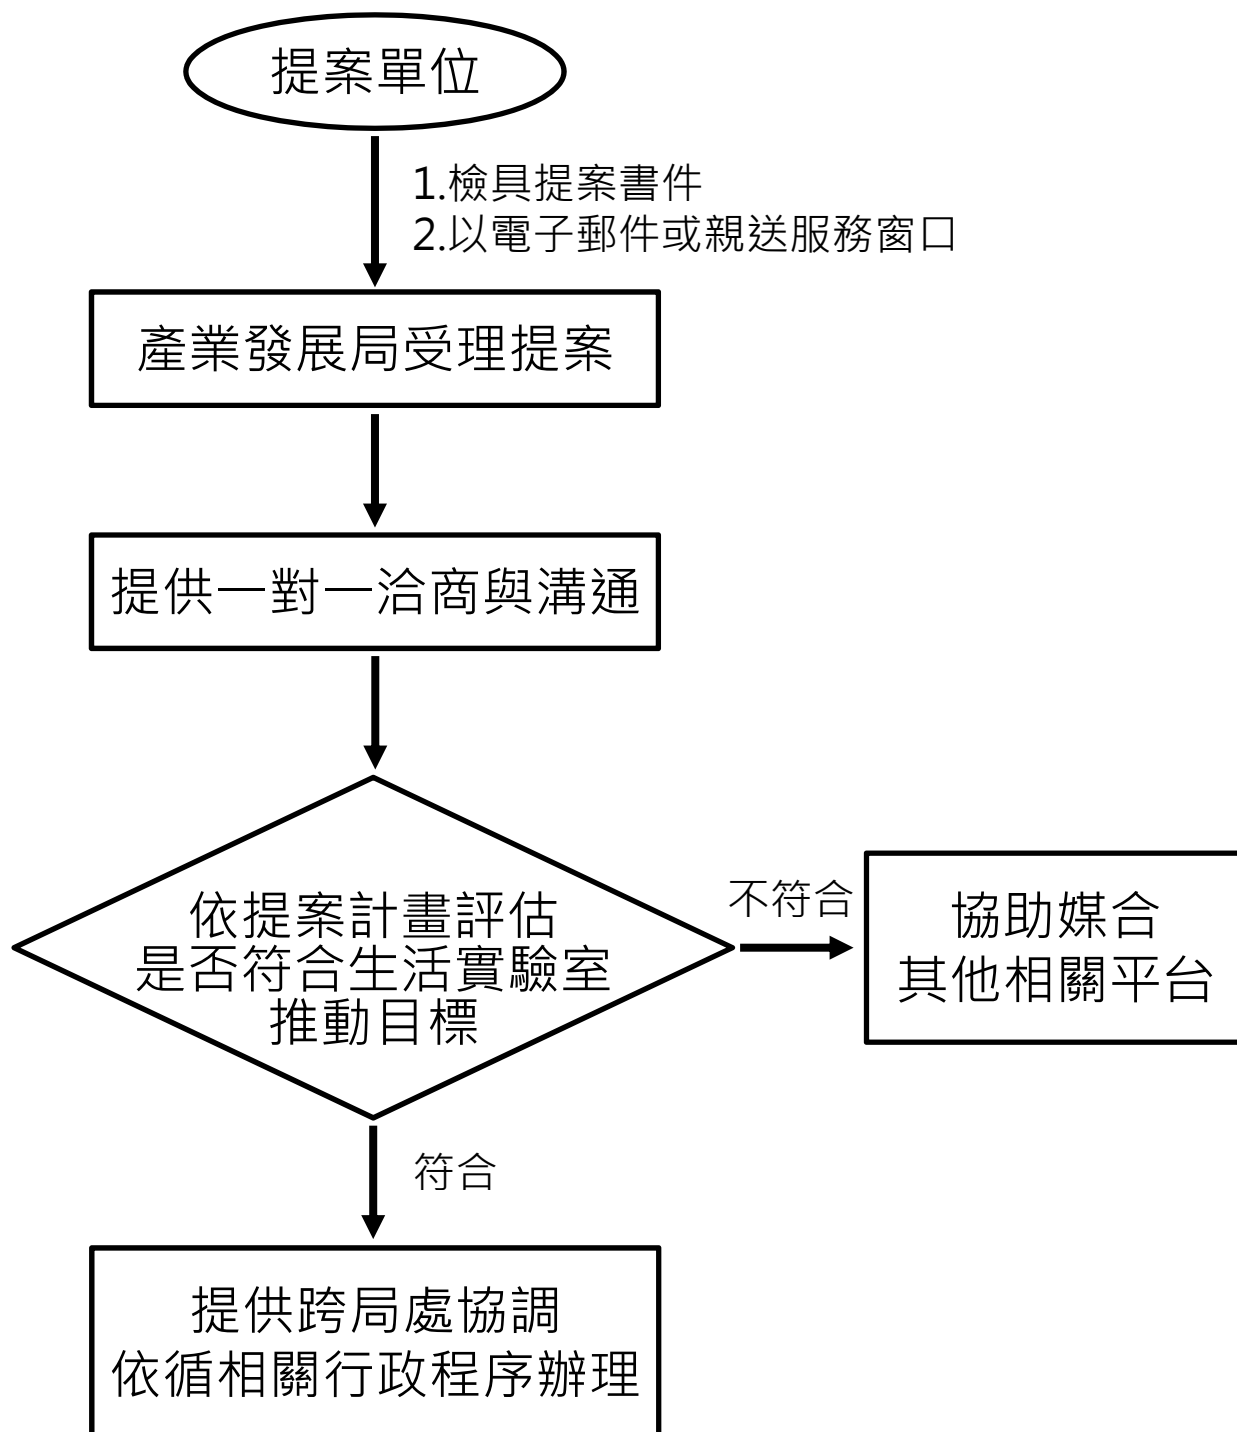 提案單位
1.檢具提案書件
2.以電子郵件或親送服務窗口
產業發展局受理提案
提供一對一洽商與溝通
依提案計畫評估
是否符合生活實驗室
推動目標
不符合
協助媒合
其他相關平台
符合
提供跨局處協調
依循相關行政程序辦理